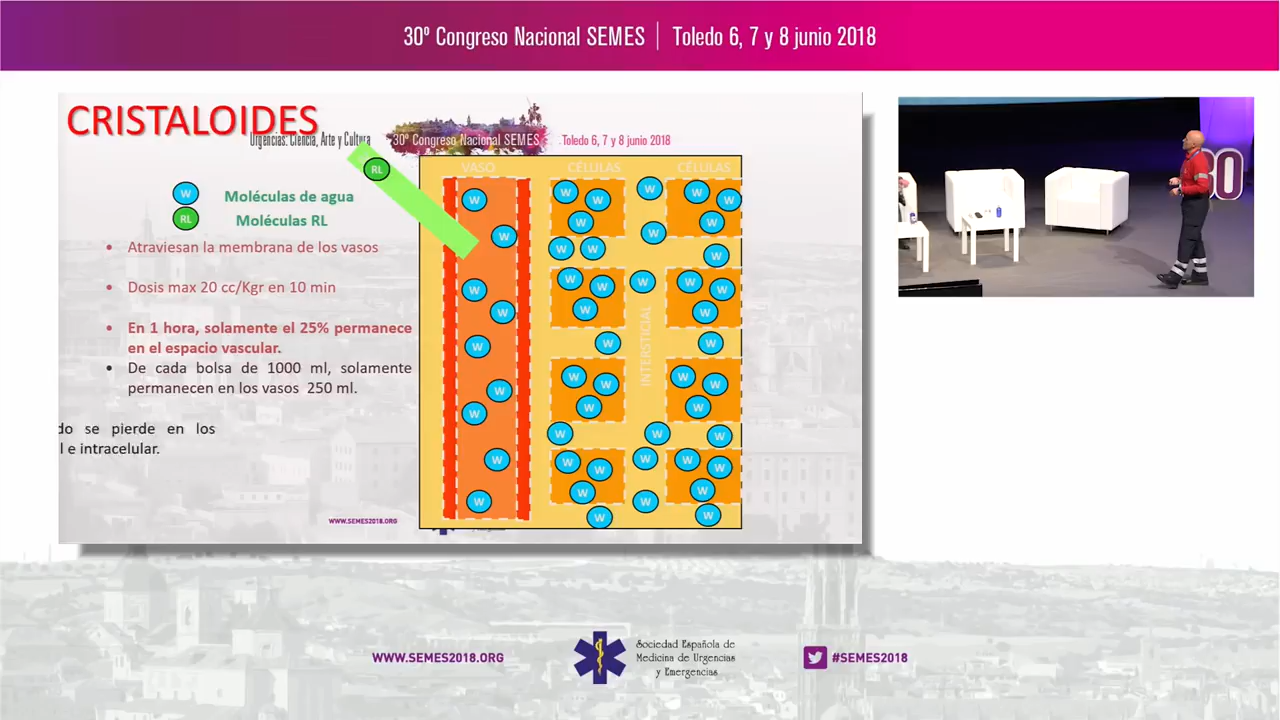 30º Congreso Nacional SEMES | Toledo 6, 7 y 8 junio 2018
CRISTALOIDES
Urgencias: Ciencia, Arte y Cultura
30º Congreso Nacional SEMES
Toledo 6, 7 y 8 junio 2018
RL
W Moléculas de agua
RL Moléculas RL
• Atraviesan la membrana de los vasos
• Dosis max 20 cc/Kgr en 10 min
• En 1 hora, solamente el 25% permanece
en el espacio vascular.
• De cada bolsa de 1000 ml, solamente
permanecen en los vasos 250 ml.
do se pierde en los
l e intracelular.
WWW.SEMES2018.ORG
VASO
CÉLULAS
CÉLULAS
W W W W W W W W W
W W W W W W W W W W W W W W W W W W W W W W W W W W W W W W W W W W W W W W W W
INTERSTICIAL
30
WWW.SEMES2018.ORG
Sociedad Española de
Medicina de Urgencias
y Emergencias
#SEMES2018